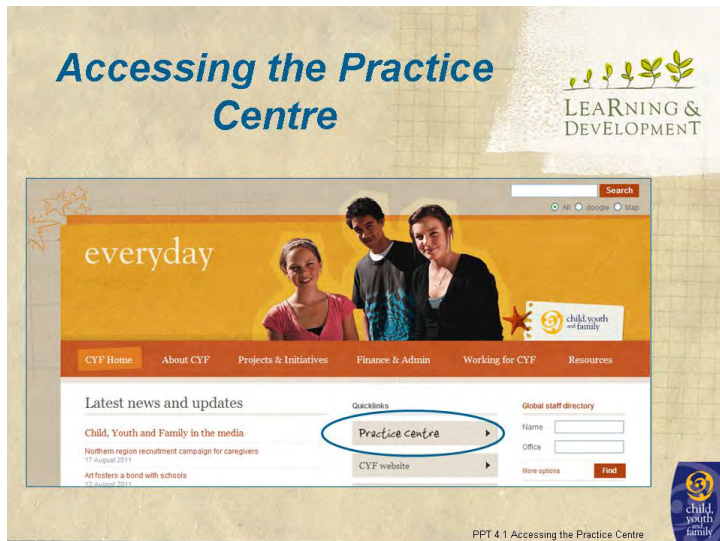 Accessing the Practice
Centre
LEARNING &
DEVELOPMENT
Search
All doogle Map
everyday
child, youth
and family
CYF Home About CYF Projects & Initiatives Finance & Admin Working for CYF Resources
Latest news and updates
Child, Youth and Family in the media
Northern region recruitment campaign for caregivers
17 August 2011
Art fosters a bond with schools
12 August 2011
Quicklinks
Practice Centre
CYF website
Global staff directory
Name
Office
More options Find
PPT 4.1 Accessing the Practice Centre
child,
youth
and
family